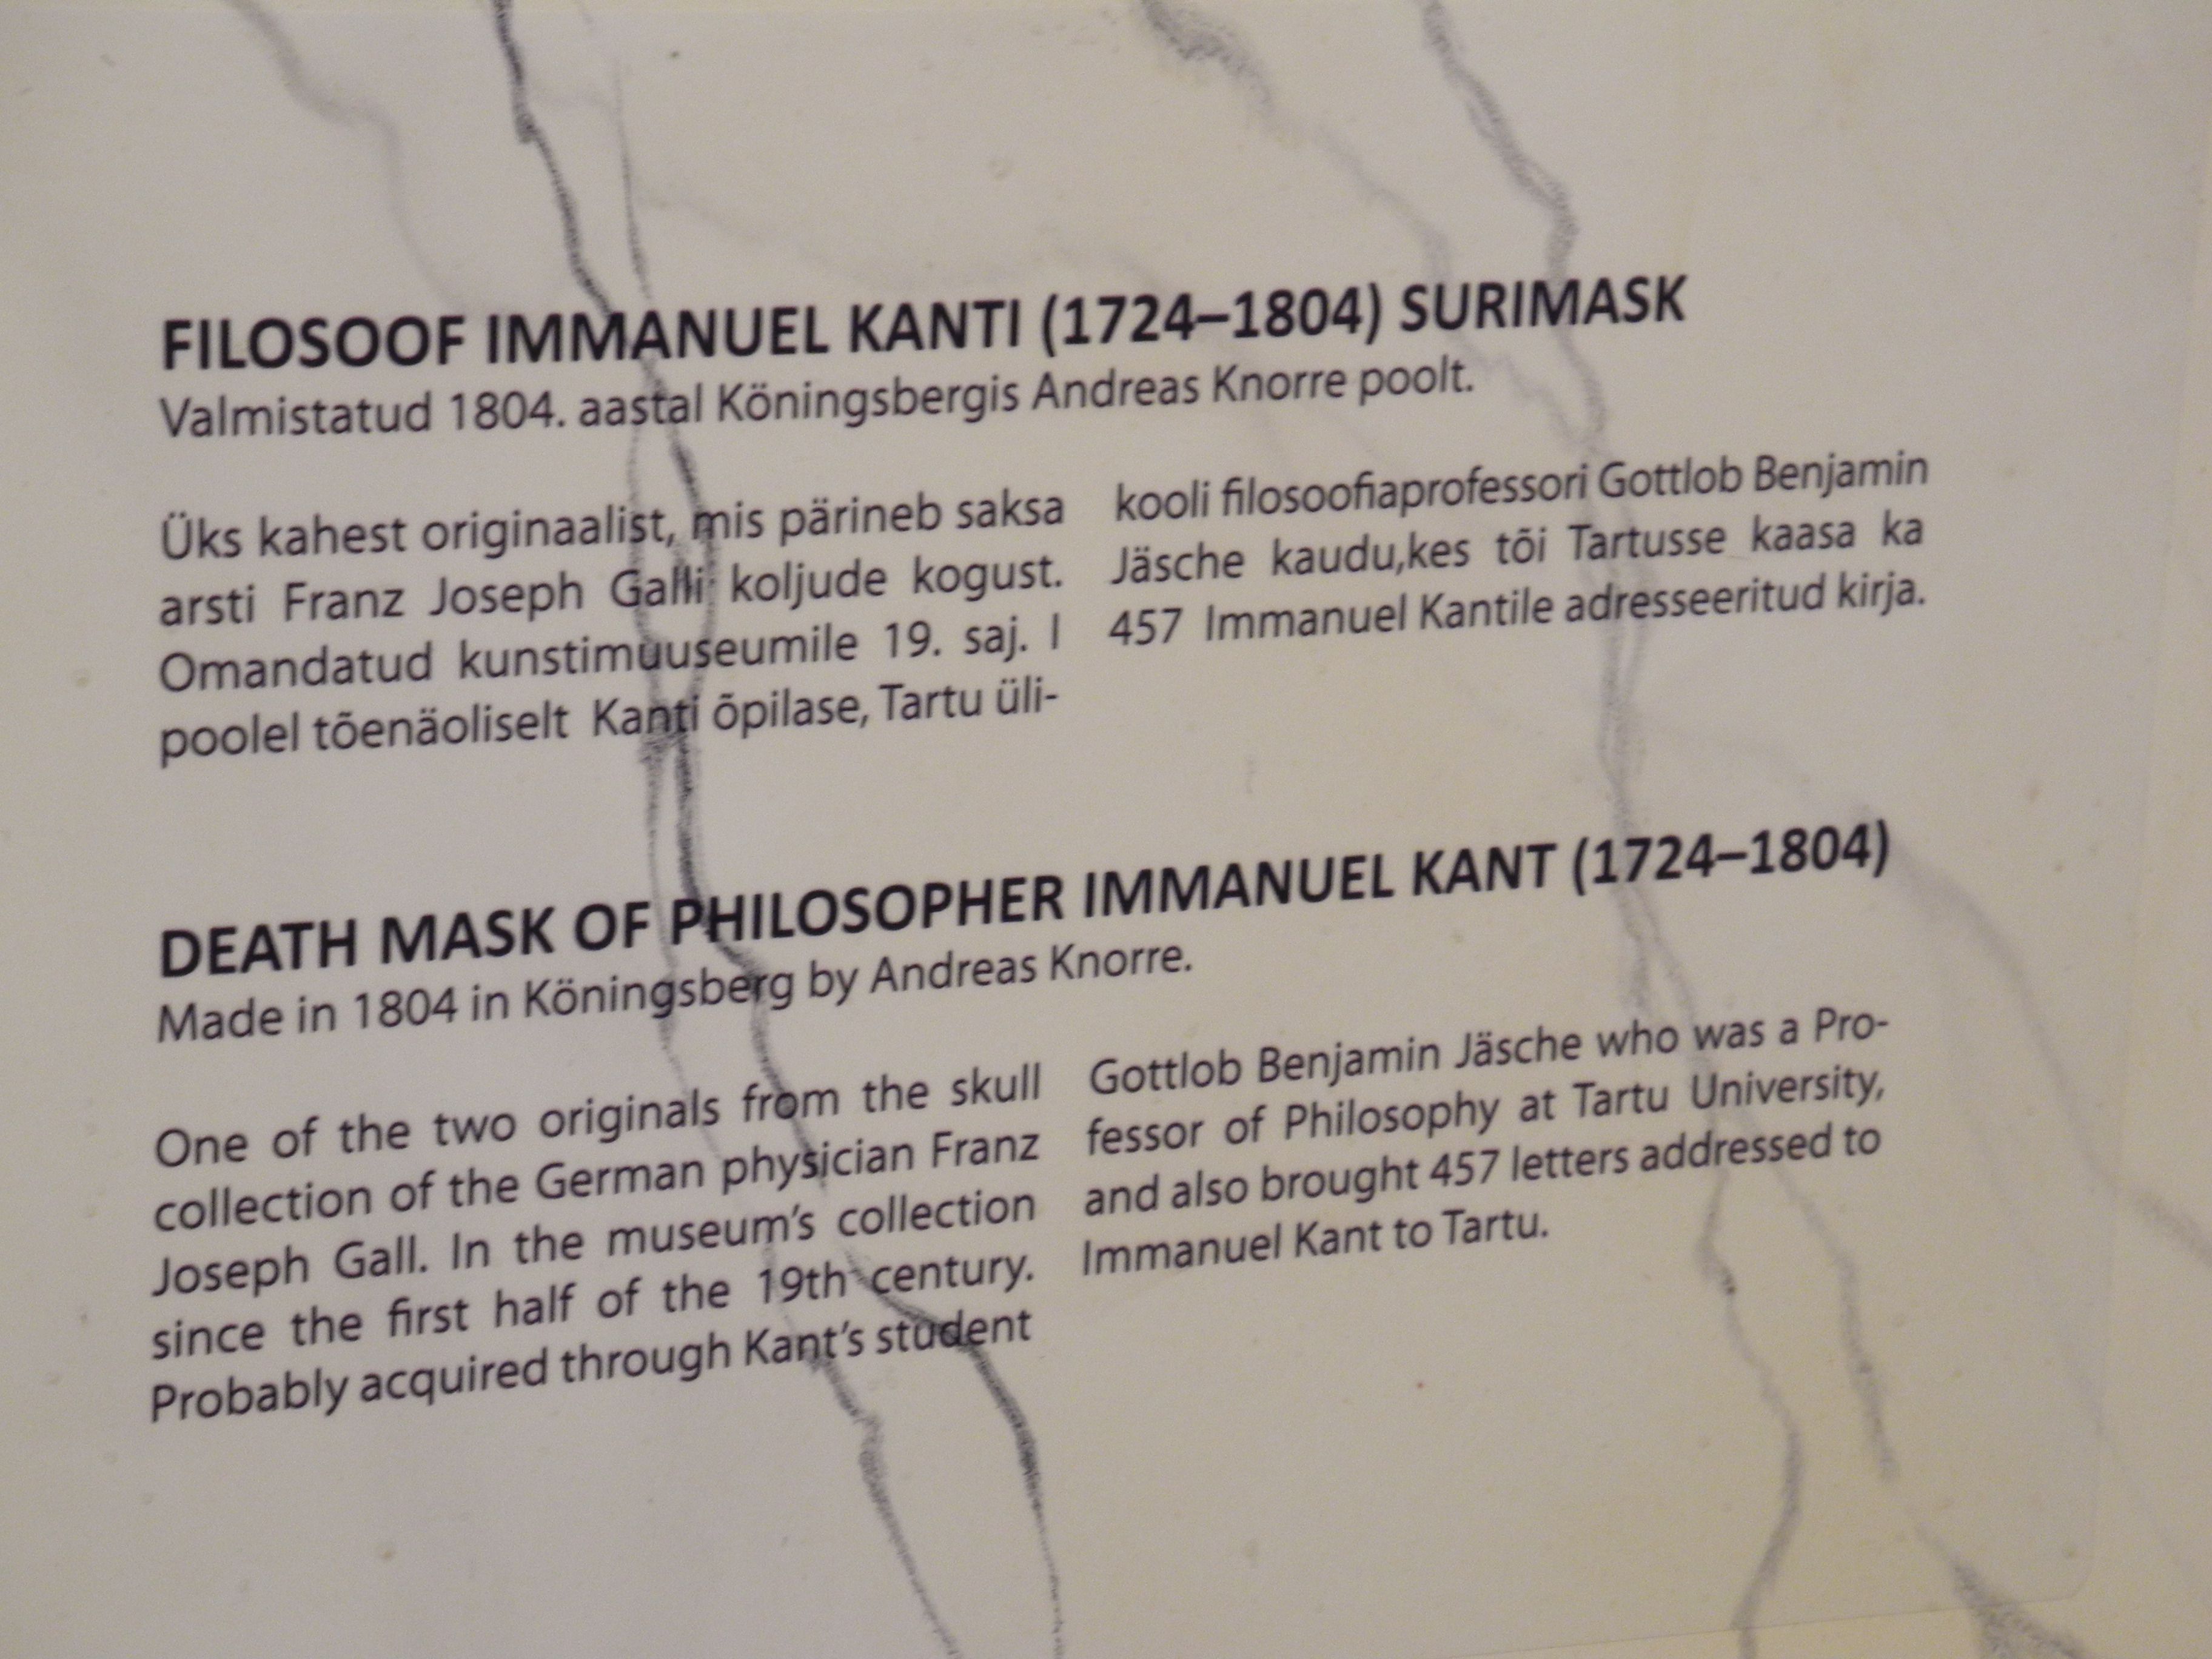 FILOSOOF IMMANUEL KANTI (1724–1804) SURIMASK
Valmistatud 1804. aastal Köningsbergis Andreas Knorre poolt.
Üks kahest originaalist, mis pärineb saksa
arsti Franz Joseph Galli koljude kogust.
Omandatud kunstimuuseumile 19. saj. I
poolel tõenäoliselt Kanti õpilase, Tartu üli-
kooli filosoofiaprofessori Gottlob Benjamin
Jäsche kaudu,kes tõi Tartusse kaasa ka
457 Immanuel Kantile adresseeritud kirja.
DEATH MASK OF PHILOSOPHER IMMANUEL KANT (1724–1804)
Made in 1804 in Köningsberg by Andreas Knorre.
One of the two originals from the skull
collection of the German physician Franz
Joseph Gall. In the museum's collection
since the first half of the 19th century.
Probably acquired through Kant's student
Gottlob Benjamin Jäsche who was a Pro-
fessor of Philosophy at Tartu University,
and also brought 457 letters addressed to
Immanuel Kant to Tartu.